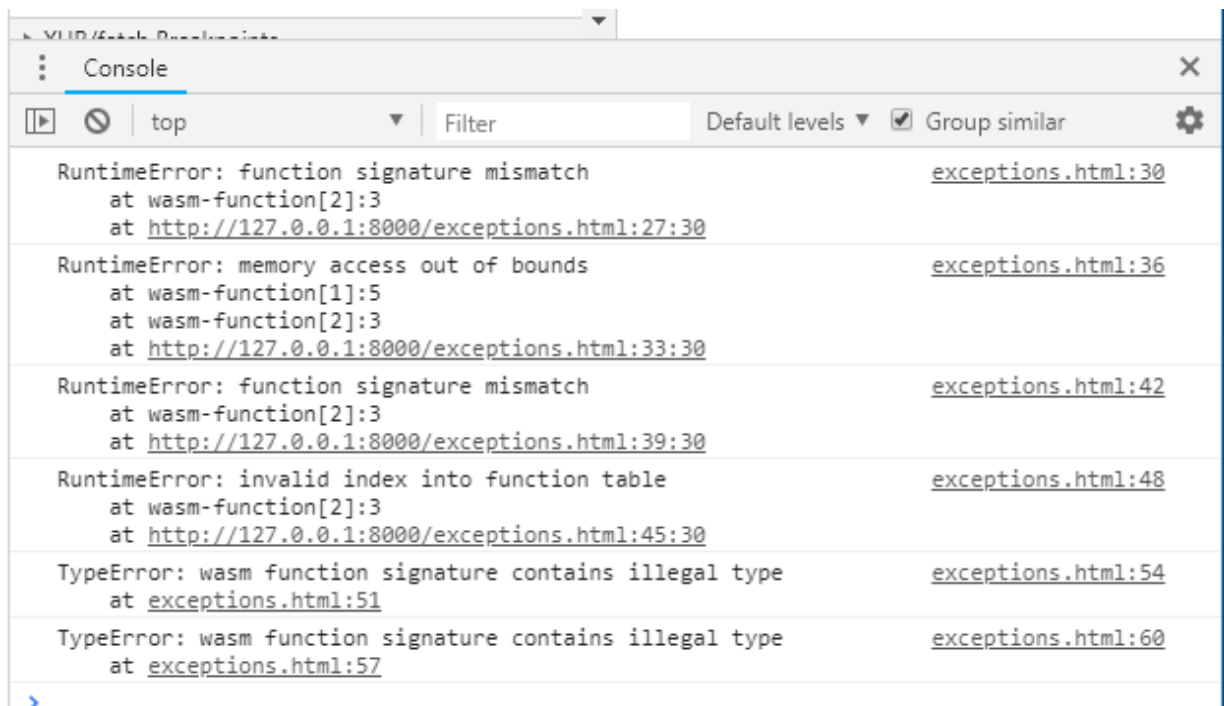 XHR/fetch Breakpoints
Console
top Filter Default levels Group similar
RuntimeError: function signature mismatch exceptions.html:30
at wasm-function[2]:3
at http://127.0.0.1:8000/exceptions.html:27:30
RuntimeError: memory access out of bounds exceptions.html:36
at wasm-function[1]:5
at wasm-function[2]:3
at http://127.0.0.1:8000/exceptions.html:33:30
RuntimeError: function signature mismatch exceptions.html:42
at wasm-function[2]:3
at http://127.0.0.1:8000/exceptions.html:39:30
RuntimeError: invalid index into function table exceptions.html:48
at wasm-function[2]:3
at http://127.0.0.1:8000/exceptions.html:45:30
TypeError: wasm function signature contains illegal type exceptions.html:54
at exceptions.html:51
TypeError: wasm function signature contains illegal type exceptions.html:60
at exceptions.html:57